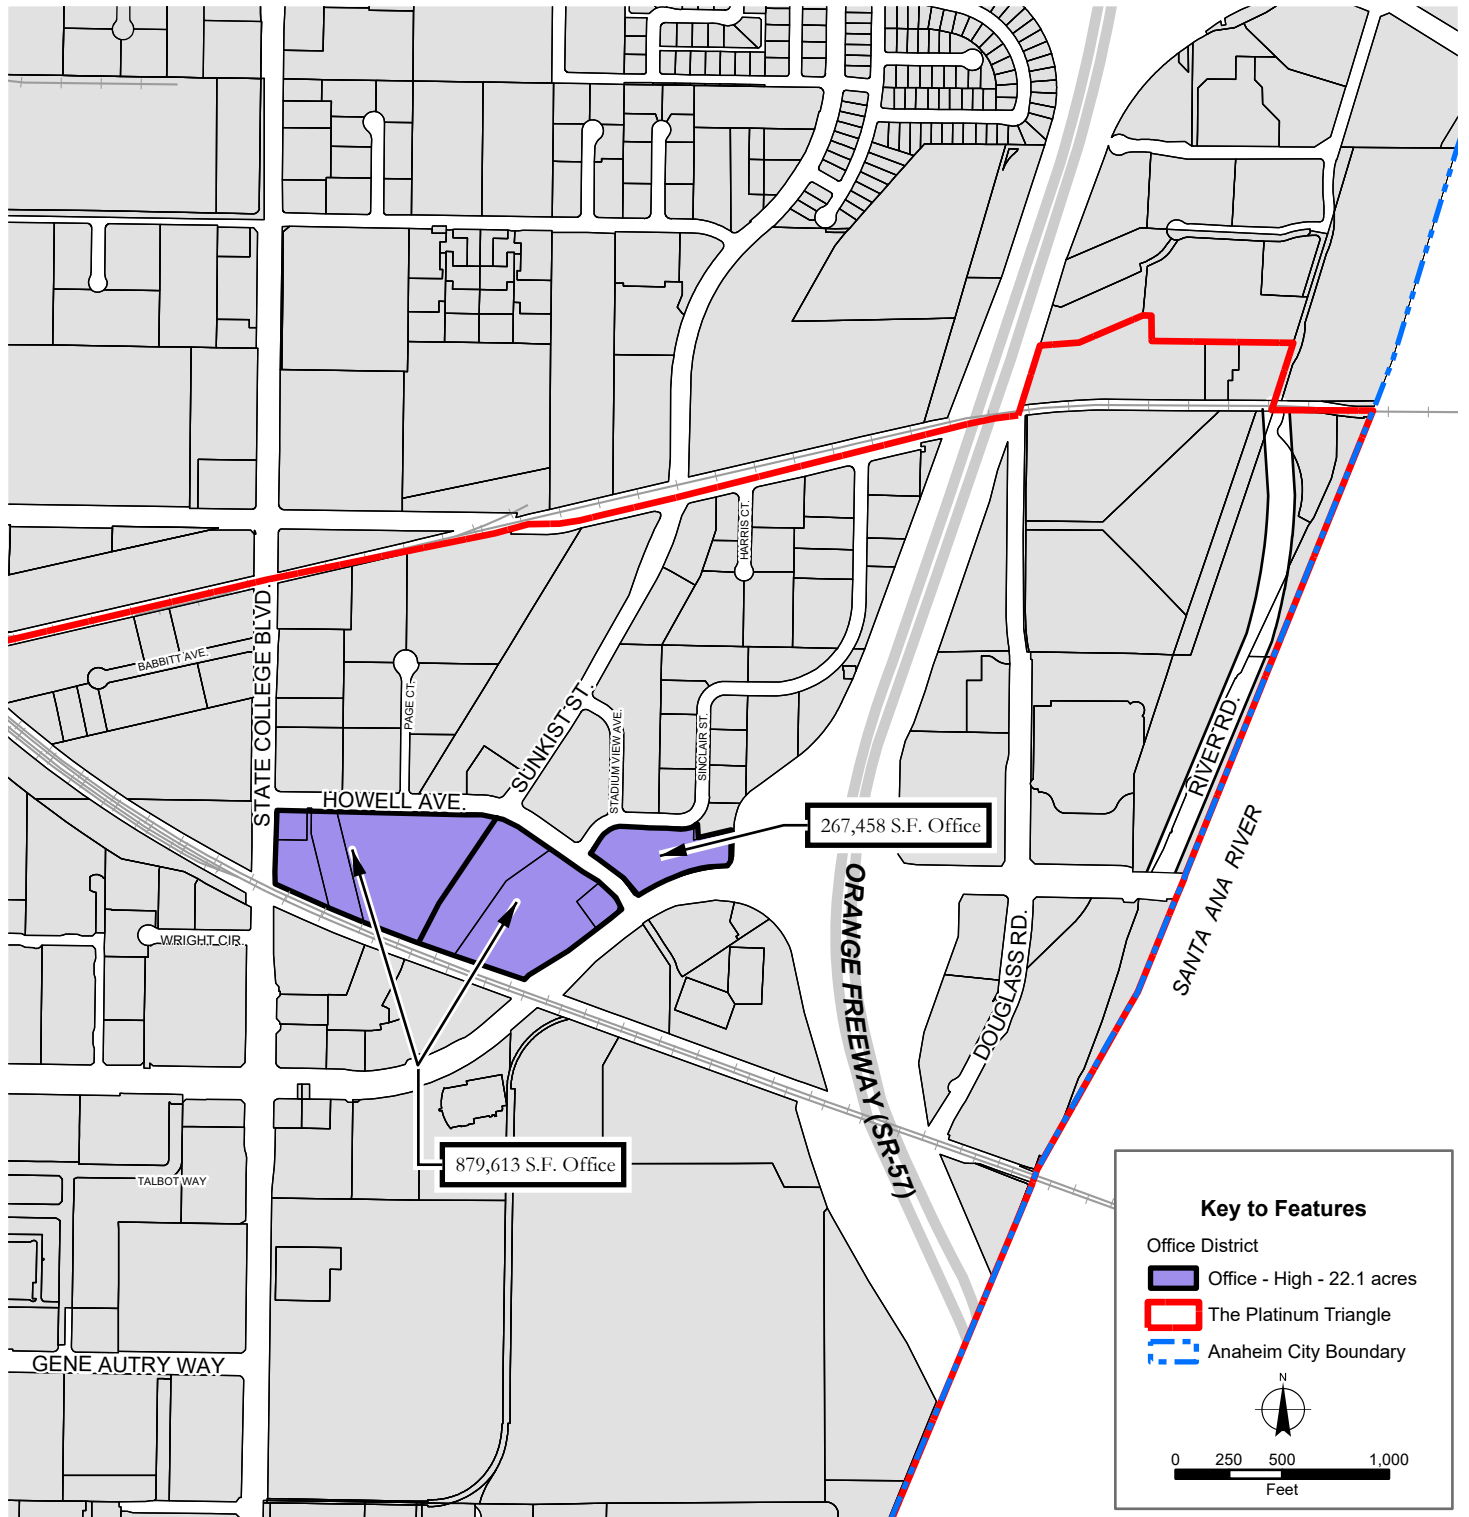 HARRIS CT.
STATE COLLEGE BLVD.
BABBITT AVE.
PAGE CT.
SUNKIST ST.
STADIUM VIEW AVE.
SINCLAIR ST.
RIVER RD.
HOWELL AVE.
267,458 S.F. Office
SANTA ANA RIVER
ORANGE FREEWAY (SR-57)
DOUGLASS RD.
WRIGHT CIR.
879,613 S.F. Office
TALBOT WAY
GENE AUTRY WAY
Key to Features
Office District
Office - High - 22.1 acres
The Platinum Triangle
Anaheim City Boundary
N
0 250 500 1,000
Feet